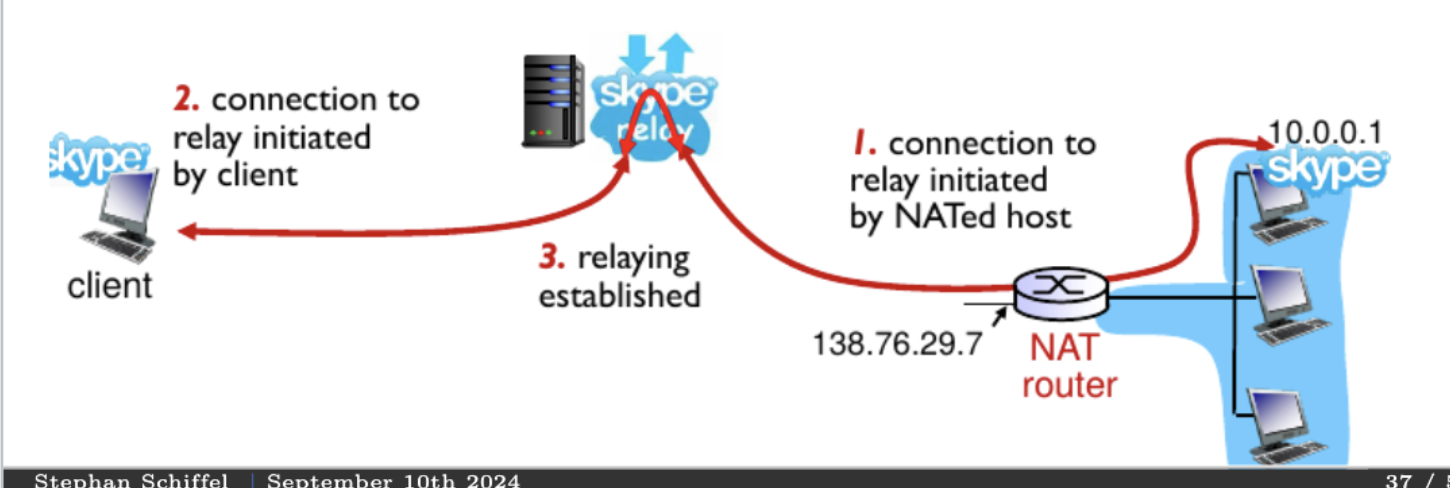 2. connection to
relay initiated
by client
skype
client
skype
relay
3. relaying
established
1. connection to
relay initiated
by NATed host
10.0.0.1
skype
138.76.29.7
NAT
router
Stephan Schiffel | September 10th 2024
37 /